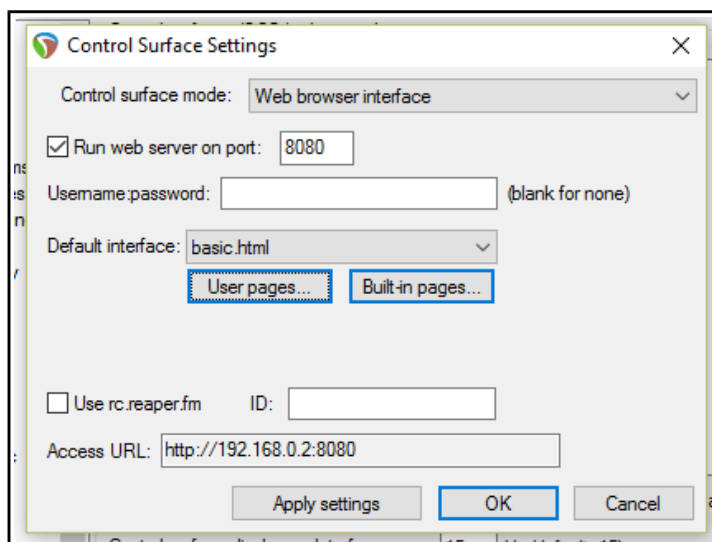 Control Surface Settings
Control surface mode: Web browser interface
Run web server on port: 8080
Username:password: (blank for none)
Default interface: basic.html
User pages... Built-in pages...
Use rc.reaper.fm ID:
Access URL: http://192.168.0.2:8080
Apply settings OK Cancel